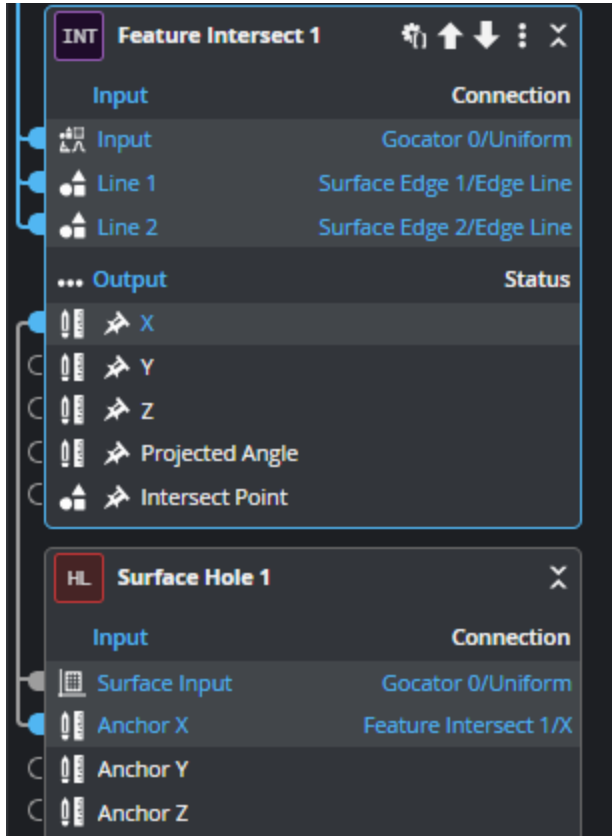 INT Feature Intersect 1
Input Connection
Input Gocator 0/Uniform
Line 1 Surface Edge 1/Edge Line
Line 2 Surface Edge 2/Edge Line
Output Status
X
Y
Z
Projected Angle
Intersect Point
HL Surface Hole 1
Input Connection
Surface Input Gocator 0/Uniform
Anchor X Feature Intersect 1/X
Anchor Y
Anchor Z